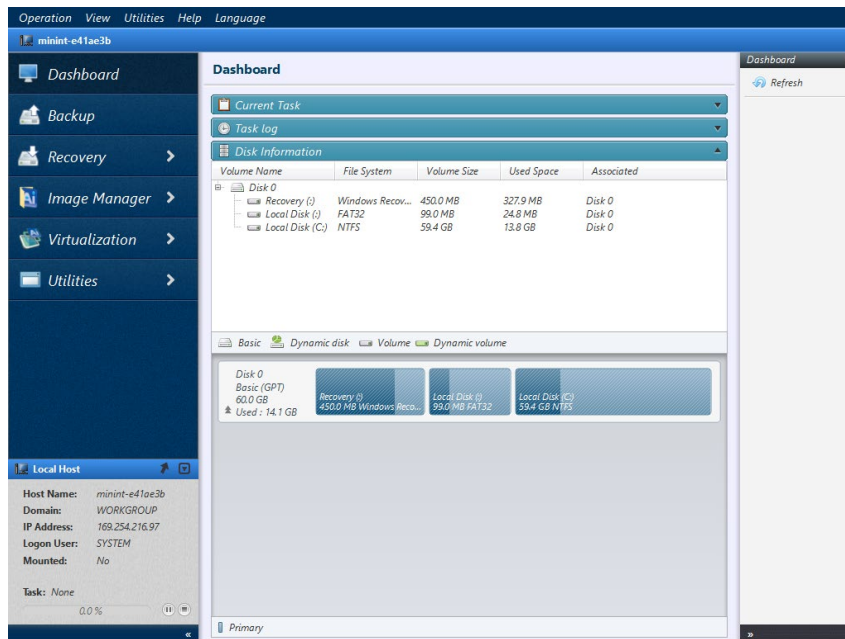 Operation View Utilities Help Language
minint-e41ae3b
Dashboard
Backup
Recovery
Image Manager
Virtualization
Utilities
Local Host
Host Name: minint-e41ae3b
Domain: WORKGROUP
IP Address: 169.254.216.97
Logon User: SYSTEM
Mounted: No
Task: None
0.0 %
Dashboard
Current Task
Task log
Disk Information
Volume Name File System Volume Size Used Space Associated
Disk 0
Recovery (:) Windows Recov... 450.0 MB 327.9 MB Disk 0
Local Disk (:) FAT32 99.0 MB 24.8 MB Disk 0
Local Disk (C:) NTFS 59.4 GB 13.8 GB Disk 0
Basic Dynamic disk Volume Dynamic volume
Disk 0
Basic (GPT)
60.0 GB
Used : 14.1 GB
Recovery (:)
450.0 MB Windows Reco...
Local Disk (:)
99.0 MB FAT32
Local Disk (C:)
59.4 GB NTFS
Primary
Dashboard
Refresh